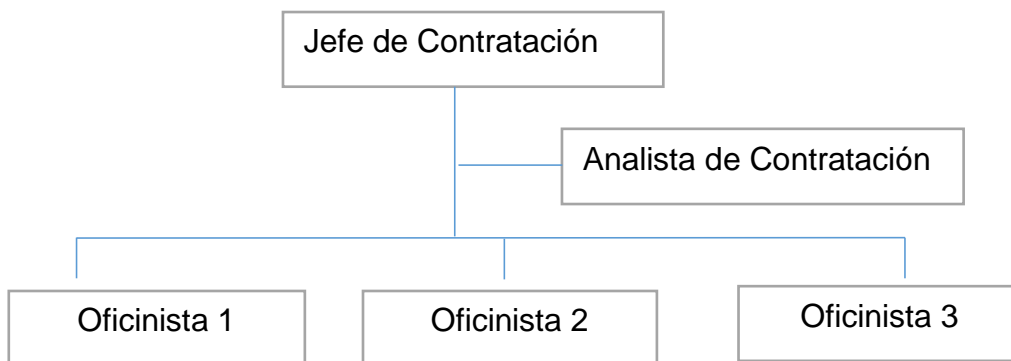 Jefe de Contratación
Analista de Contratación
Oficinista 1
Oficinista 2
Oficinista 3